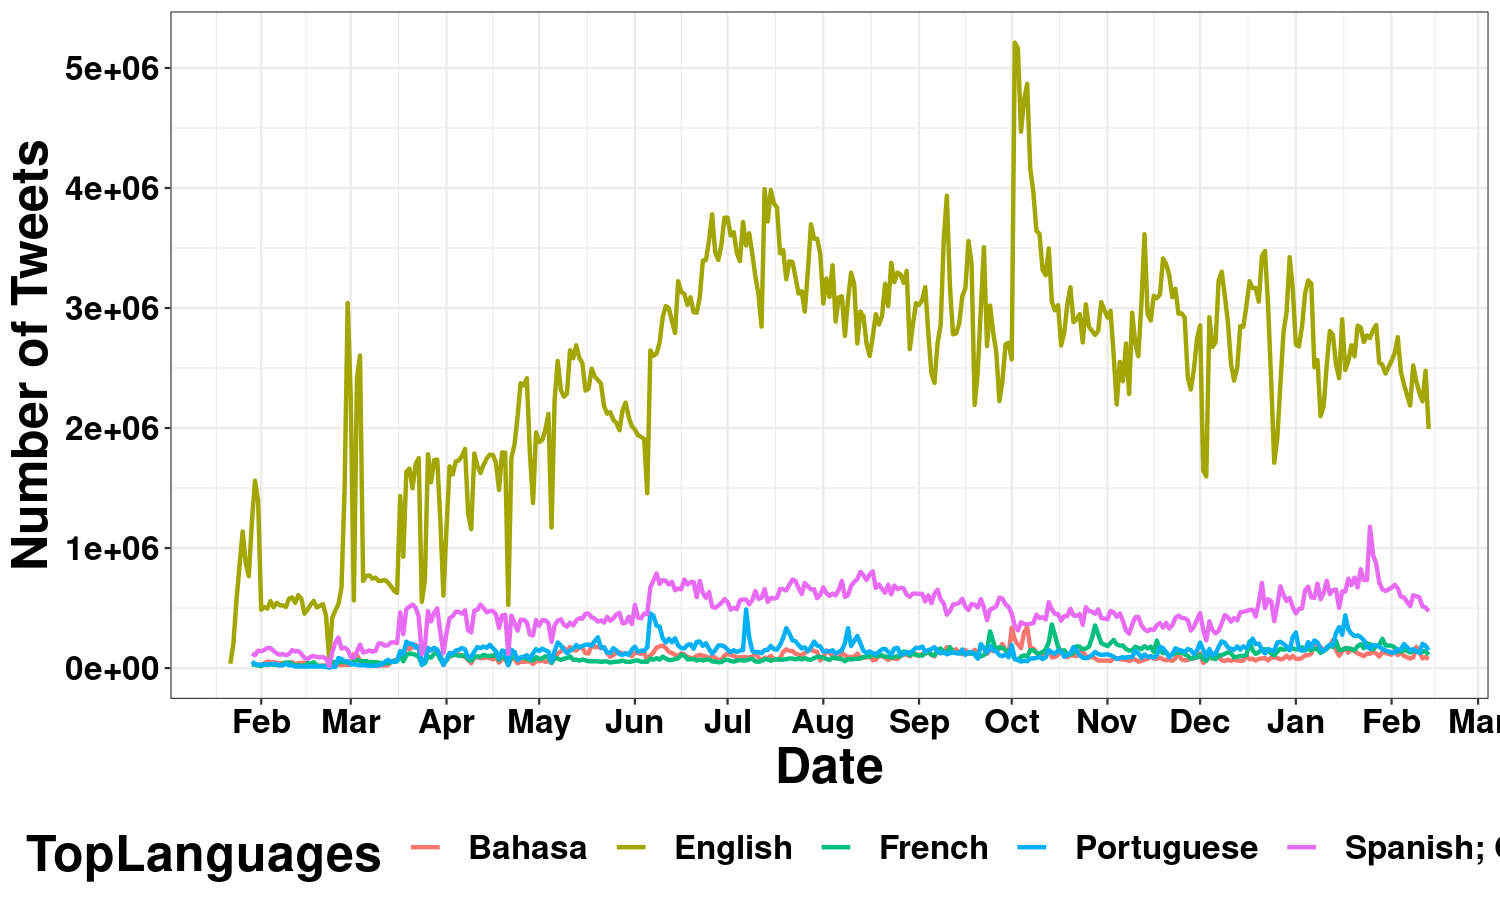 Number of Tweets
5e+06
4e+06
3e+06
2e+06
1e+06
0e+00
Feb Mar Apr May Jun Jul Aug Sep Oct Nov Dec Jan Feb Mar
Date
TopLanguages Bahasa English French Portuguese Spanish;